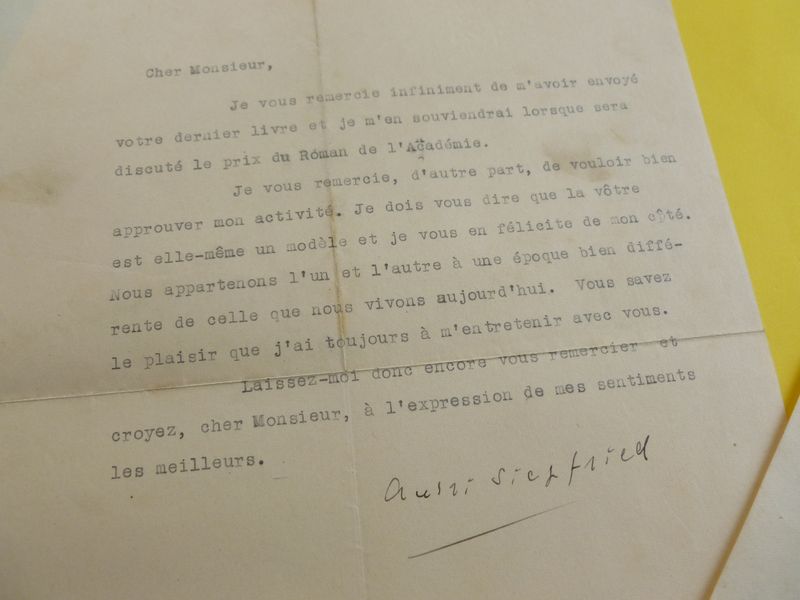 Cher Monsieur,
Je vous remercie infiniment de m'avoir envoyé
votre dernier livre et je m'en souviendrai lorsque sera
discuté le prix du Roman de l'Académie.
Je vous remercie, d'autre part, de vouloir bien
approuver mon activité. Je dois vous dire que la vôtre
est elle-même un modèle et je vous en félicite de mon côté.
Nous appartenons l'un et l'autre à une époque bien diffé-
rente de celle que nous vivons aujourd'hui. Vous savez
le plaisir que j'ai toujours à m'entretenir avec vous.
Laissez-moi donc encore vous remercier et
croyez, cher Monsieur, à l'expression de mes sentiments
les meilleurs.
André Siegfried